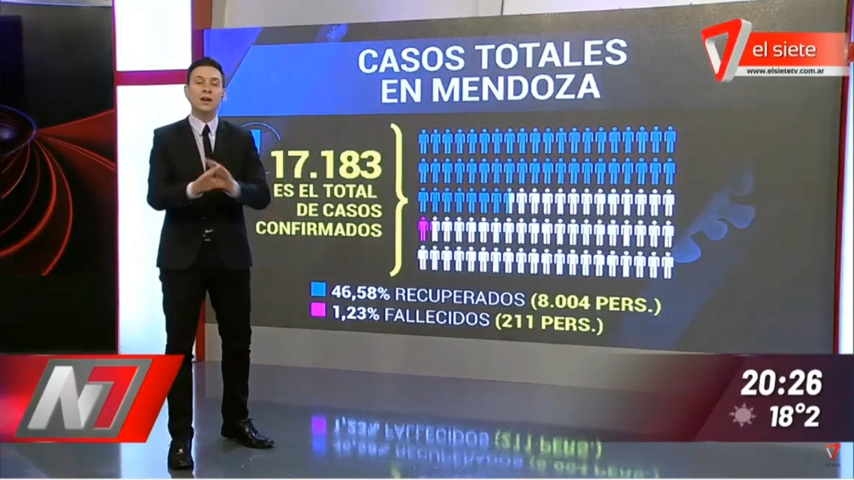 CASOS TOTALES
EN MENDOZA
el siete
www.elsietetv.com.ar
17.183
ES EL TOTAL
DE CASOS
CONFIRMADOS
46,58% RECUPERADOS (8.004 PERS.)
1,23% FALLECIDOS (211 PERS.)
N7
20:26
18°2